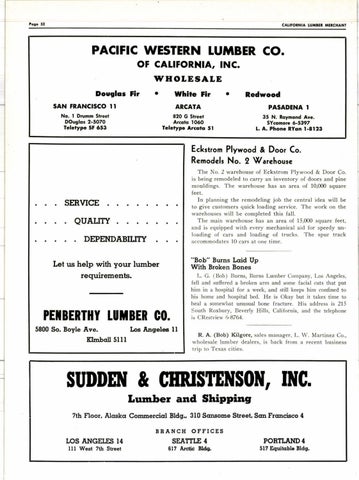 Page 52
CALIFORNIA LUMBER MERCHANT
PACIFIC WESTERN LUMBER CO.
OF CALIFORNIA, INC.
WHOLESALE
Douglas Fir • White Fir • Redwood
SAN FRANCISCO 11
No. 1 Drumm Street
DOuglas 2-5070
Teletype SF 653
ARCATA
820 G Street
Arcata 1060
Teletype Arcata 51
PASADENA 1
35 N. Raymond Ave.
SYcamore 6-5397
L. A. Phone RYan 1-8123
. . . . SERVICE . . . . . . . .
. . . . . QUALITY . . . . . .
. . . . . . DEPENDABILITY . . .
Let us help with your lumber
requirements.
PENBERTHY LUMBER CO.
5800 So. Boyle Ave. Los Angeles 11
KImball 5111
Eckstrom Plywood & Door Co.
Remodels No. 2 Warehouse
The No. 2 warehouse of Eckstrom Plywood & Door Co.
is being remodeled to carry an inventory of doors and pine
mouldings. The warehouse has an area of 10,000 square
feet.
In planning the remodeling job the central idea will be
to give customers quick loading service. The work on the
warehouses will be completed this fall.
The main warehouse has an area of 15,000 square feet,
and is equipped with every mechanical aid for speedy un-
loading of cars and loading of trucks. The spur track
accommodates 10 cars at one time.
"Bob" Burns Laid Up
With Broken Bones
L. G. (Bob) Burns, Burns Lumber Company, Los Angeles,
fell and suffered a broken arm and some facial cuts that put
him in a hospital for a week, and still keeps him confined to
his home and hospital bed. He is Okay but it takes time to
heal a somewhat unusual bone fracture. His address is 215
South Roxbury, Beverly Hills, California, and the telephone
is CRestview 6-8764.
R. A. (Bob) Kilgore, sales manager, L. W. Martinez Co.,
wholesale lumber dealers, is back from a recent business
trip to Texas cities.
SUDDEN & CHRISTENSON, INC.
Lumber and Shipping
7th Floor, Alaska Commercial Bldg., 310 Sansome Street, San Francisco 4
BRANCH OFFICES
LOS ANGELES 14
111 West 7th Street
SEATTLE 4
617 Arctic Bldg.
PORTLAND 4
517 Equitable Bldg.